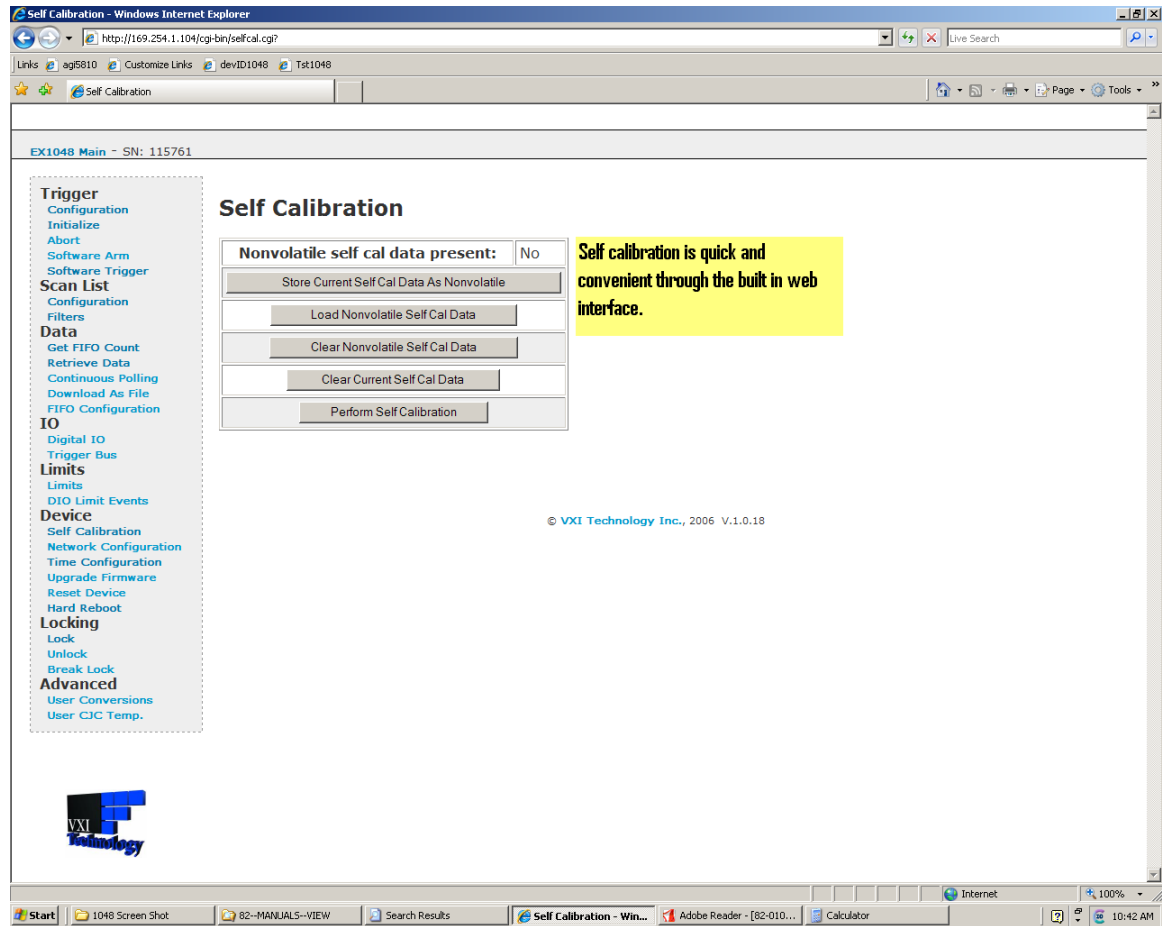 Self Calibration - Windows Internet Explorer
http://169.254.1.104/cgi-bin/selfcal.cgi?
Live Search
Links agi5810 Customize Links devID1048 Tst1048
Self Calibration
Page Tools
EX1048 Main - SN: 115761
Trigger
Configuration
Initialize
Abort
Software Arm
Software Trigger
Scan List
Configuration
Filters
Data
Get FIFO Count
Retrieve Data
Continuous Polling
Download As File
FIFO Configuration
IO
Digital IO
Trigger Bus
Limits
Limits
DIO Limit Events
Device
Self Calibration
Network Configuration
Time Configuration
Upgrade Firmware
Reset Device
Hard Reboot
Locking
Lock
Unlock
Break Lock
Advanced
User Conversions
User CJC Temp.
VXI
Technology
Self Calibration
Nonvolatile self cal data present: No
Store Current Self Cal Data As Nonvolatile
Load Nonvolatile Self Cal Data
Clear Nonvolatile Self Cal Data
Clear Current Self Cal Data
Perform Self Calibration
Self calibration is quick and
convenient through the built in web
interface.
© VXI Technology Inc., 2006 V.1.0.18
Internet
100%
Start
1048 Screen Shot
82--MANUALS--VIEW
Search Results
Self Calibration - Win...
Adobe Reader - [82-010...
Calculator
10:42 AM